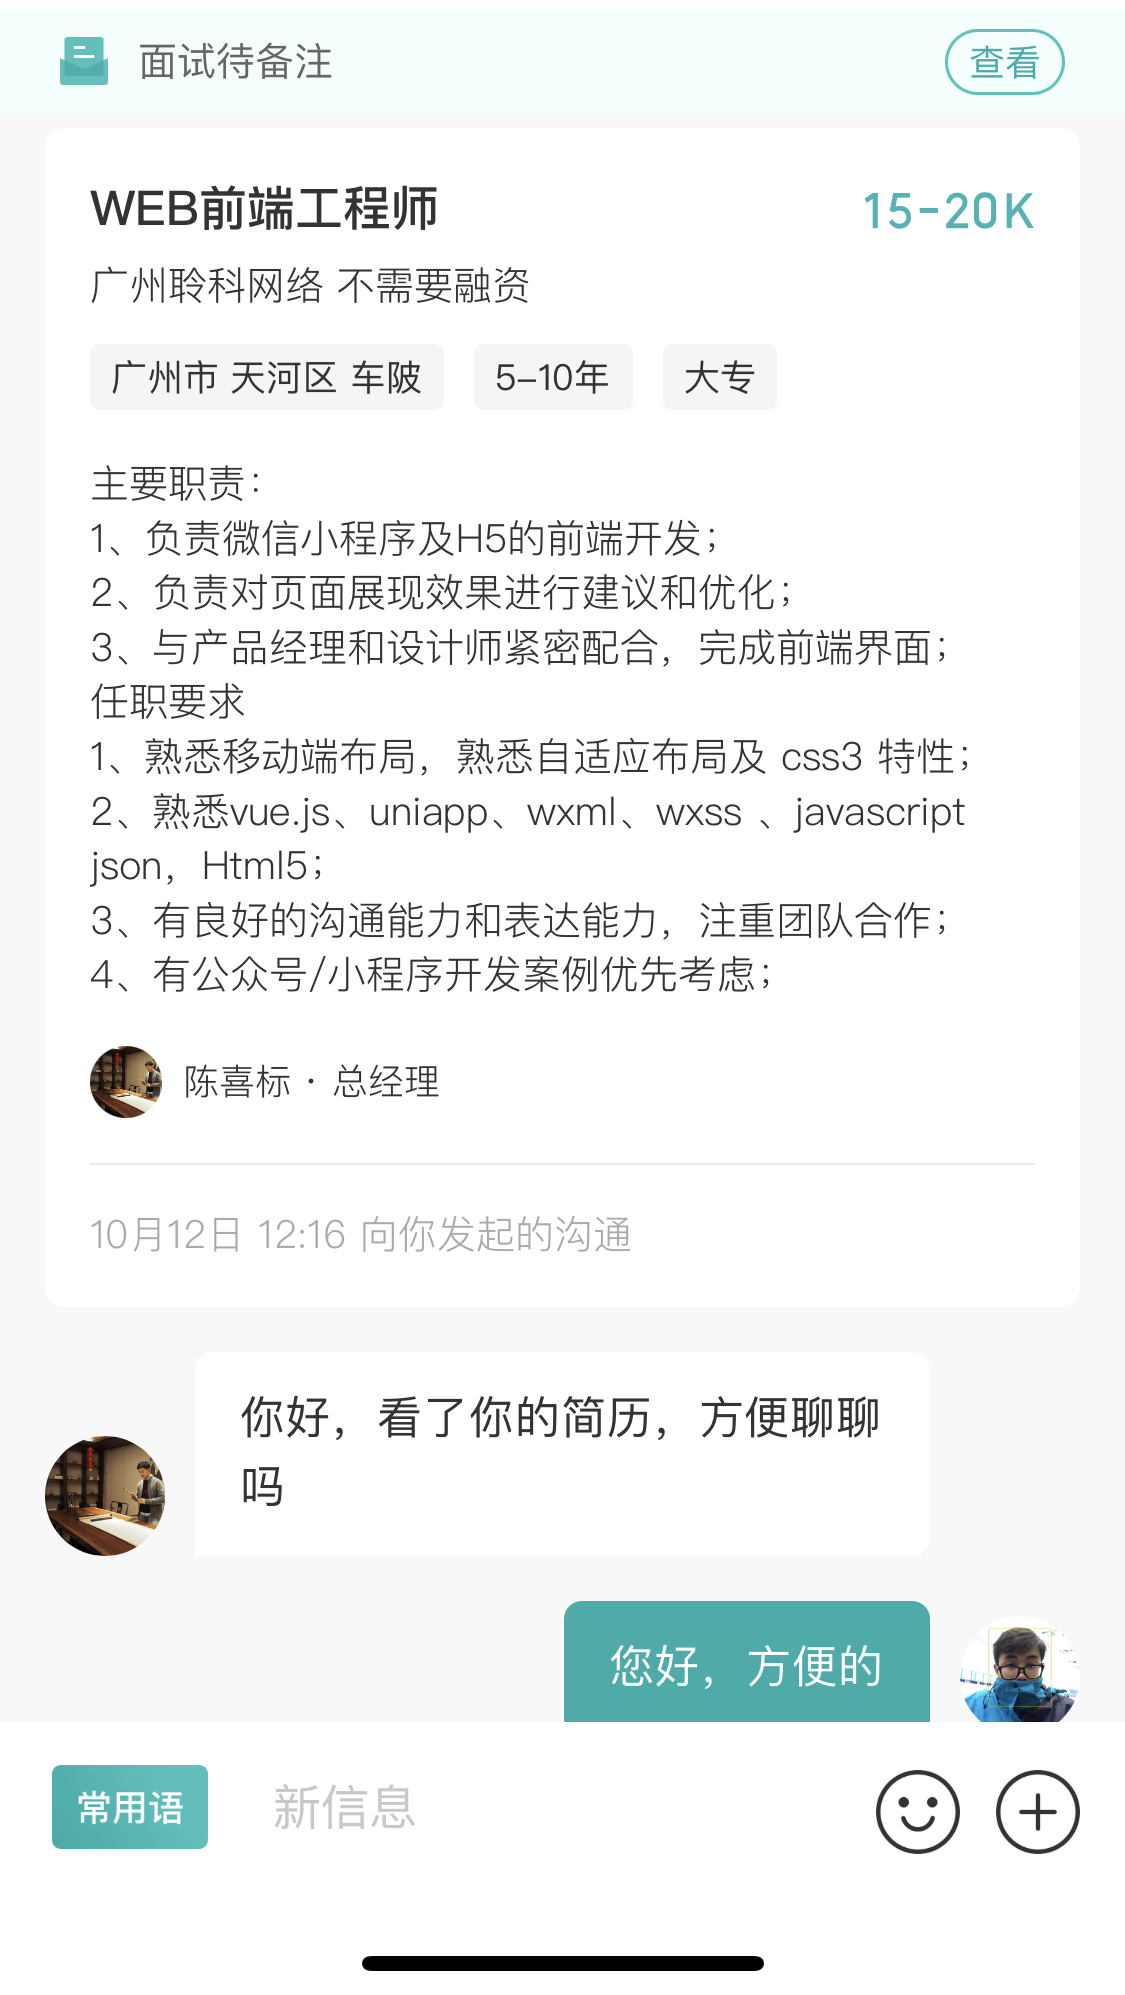 面试待备注
查看
WEB前端工程师
15-20K
广州聆科网络 不需要融资
广州市 天河区 车陂
5-10年
大专
主要职责：
1、负责微信小程序及H5的前端开发；
2、负责对页面展现效果进行建议和优化；
3、与产品经理和设计师紧密配合，完成前端界面；
任职要求
1、熟悉移动端布局，熟悉自适应布局及 css3 特性；
2、熟悉vue.js、uniapp、wxml、wxss 、javascript
json，Html5；
3、有良好的沟通能力和表达能力，注重团队合作；
4、有公众号/小程序开发案例优先考虑；
陈喜标 · 总经理
10月12日 12:16 向你发起的沟通
你好，看了你的简历，方便聊聊
吗
您好，方便的
常用语
新信息